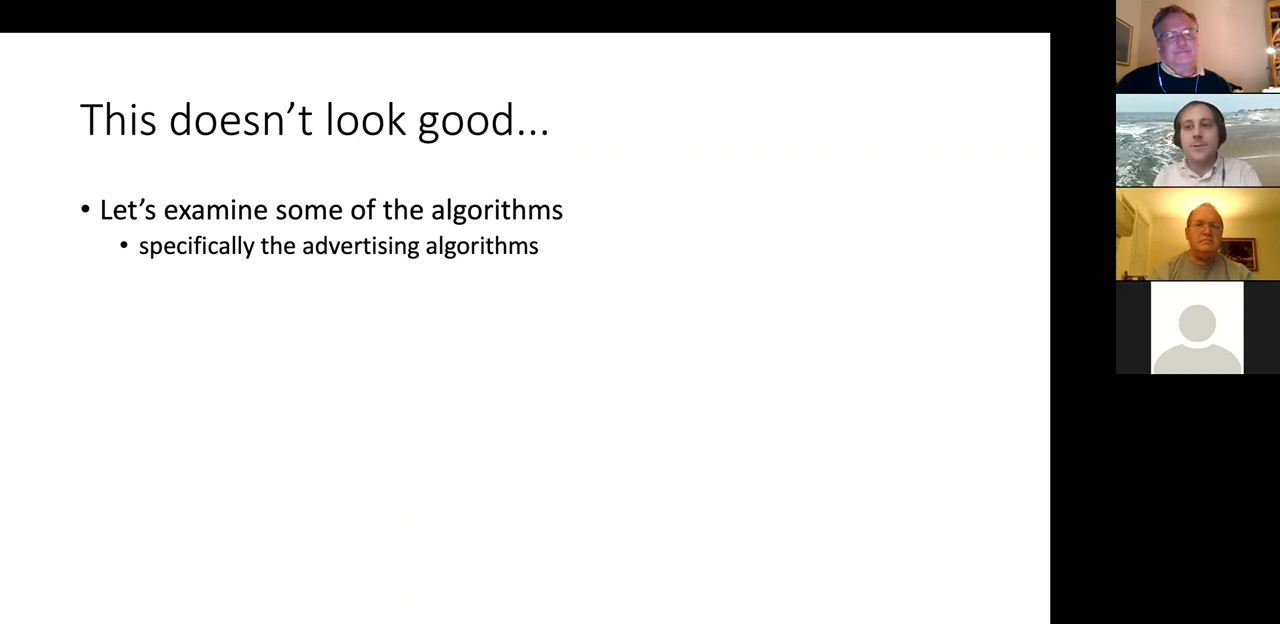 This doesn’t look good...
• Let’s examine some of the algorithms
• specifically the advertising algorithms